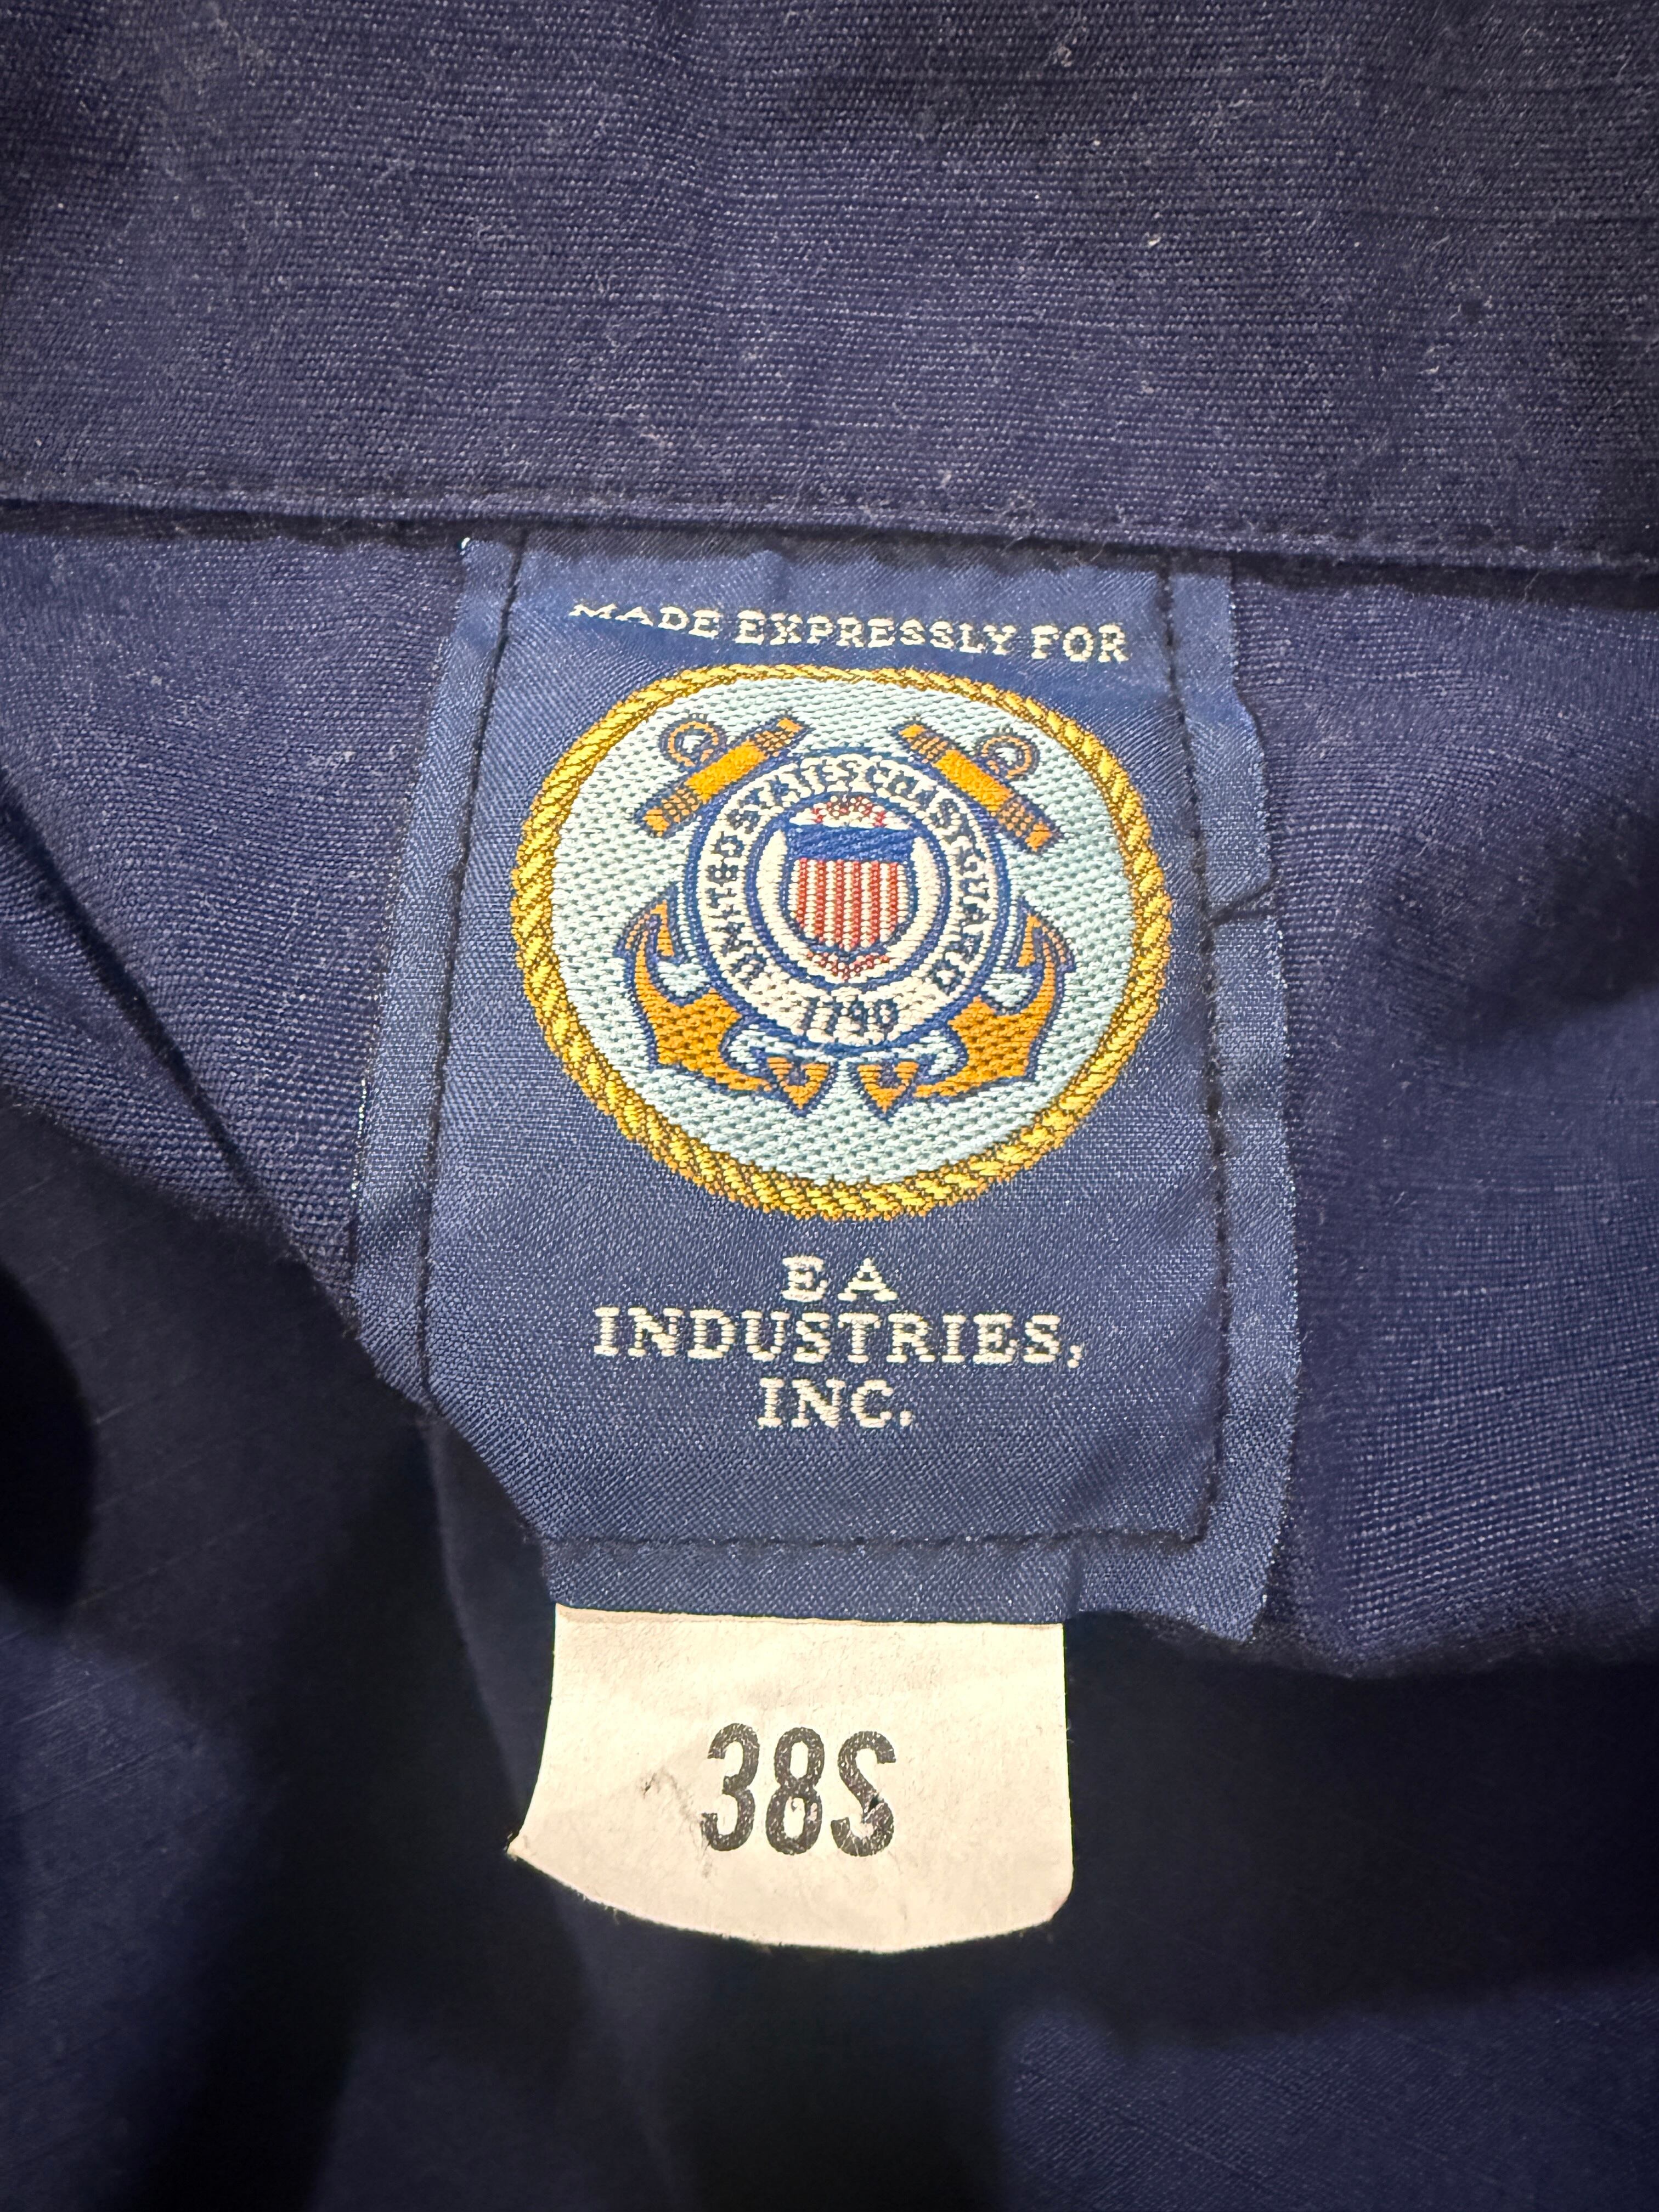 MADE EXPRESSLY FOR
UNITED STATES COAST GUARD
1790
EA
INDUSTRIES,
INC.
38S